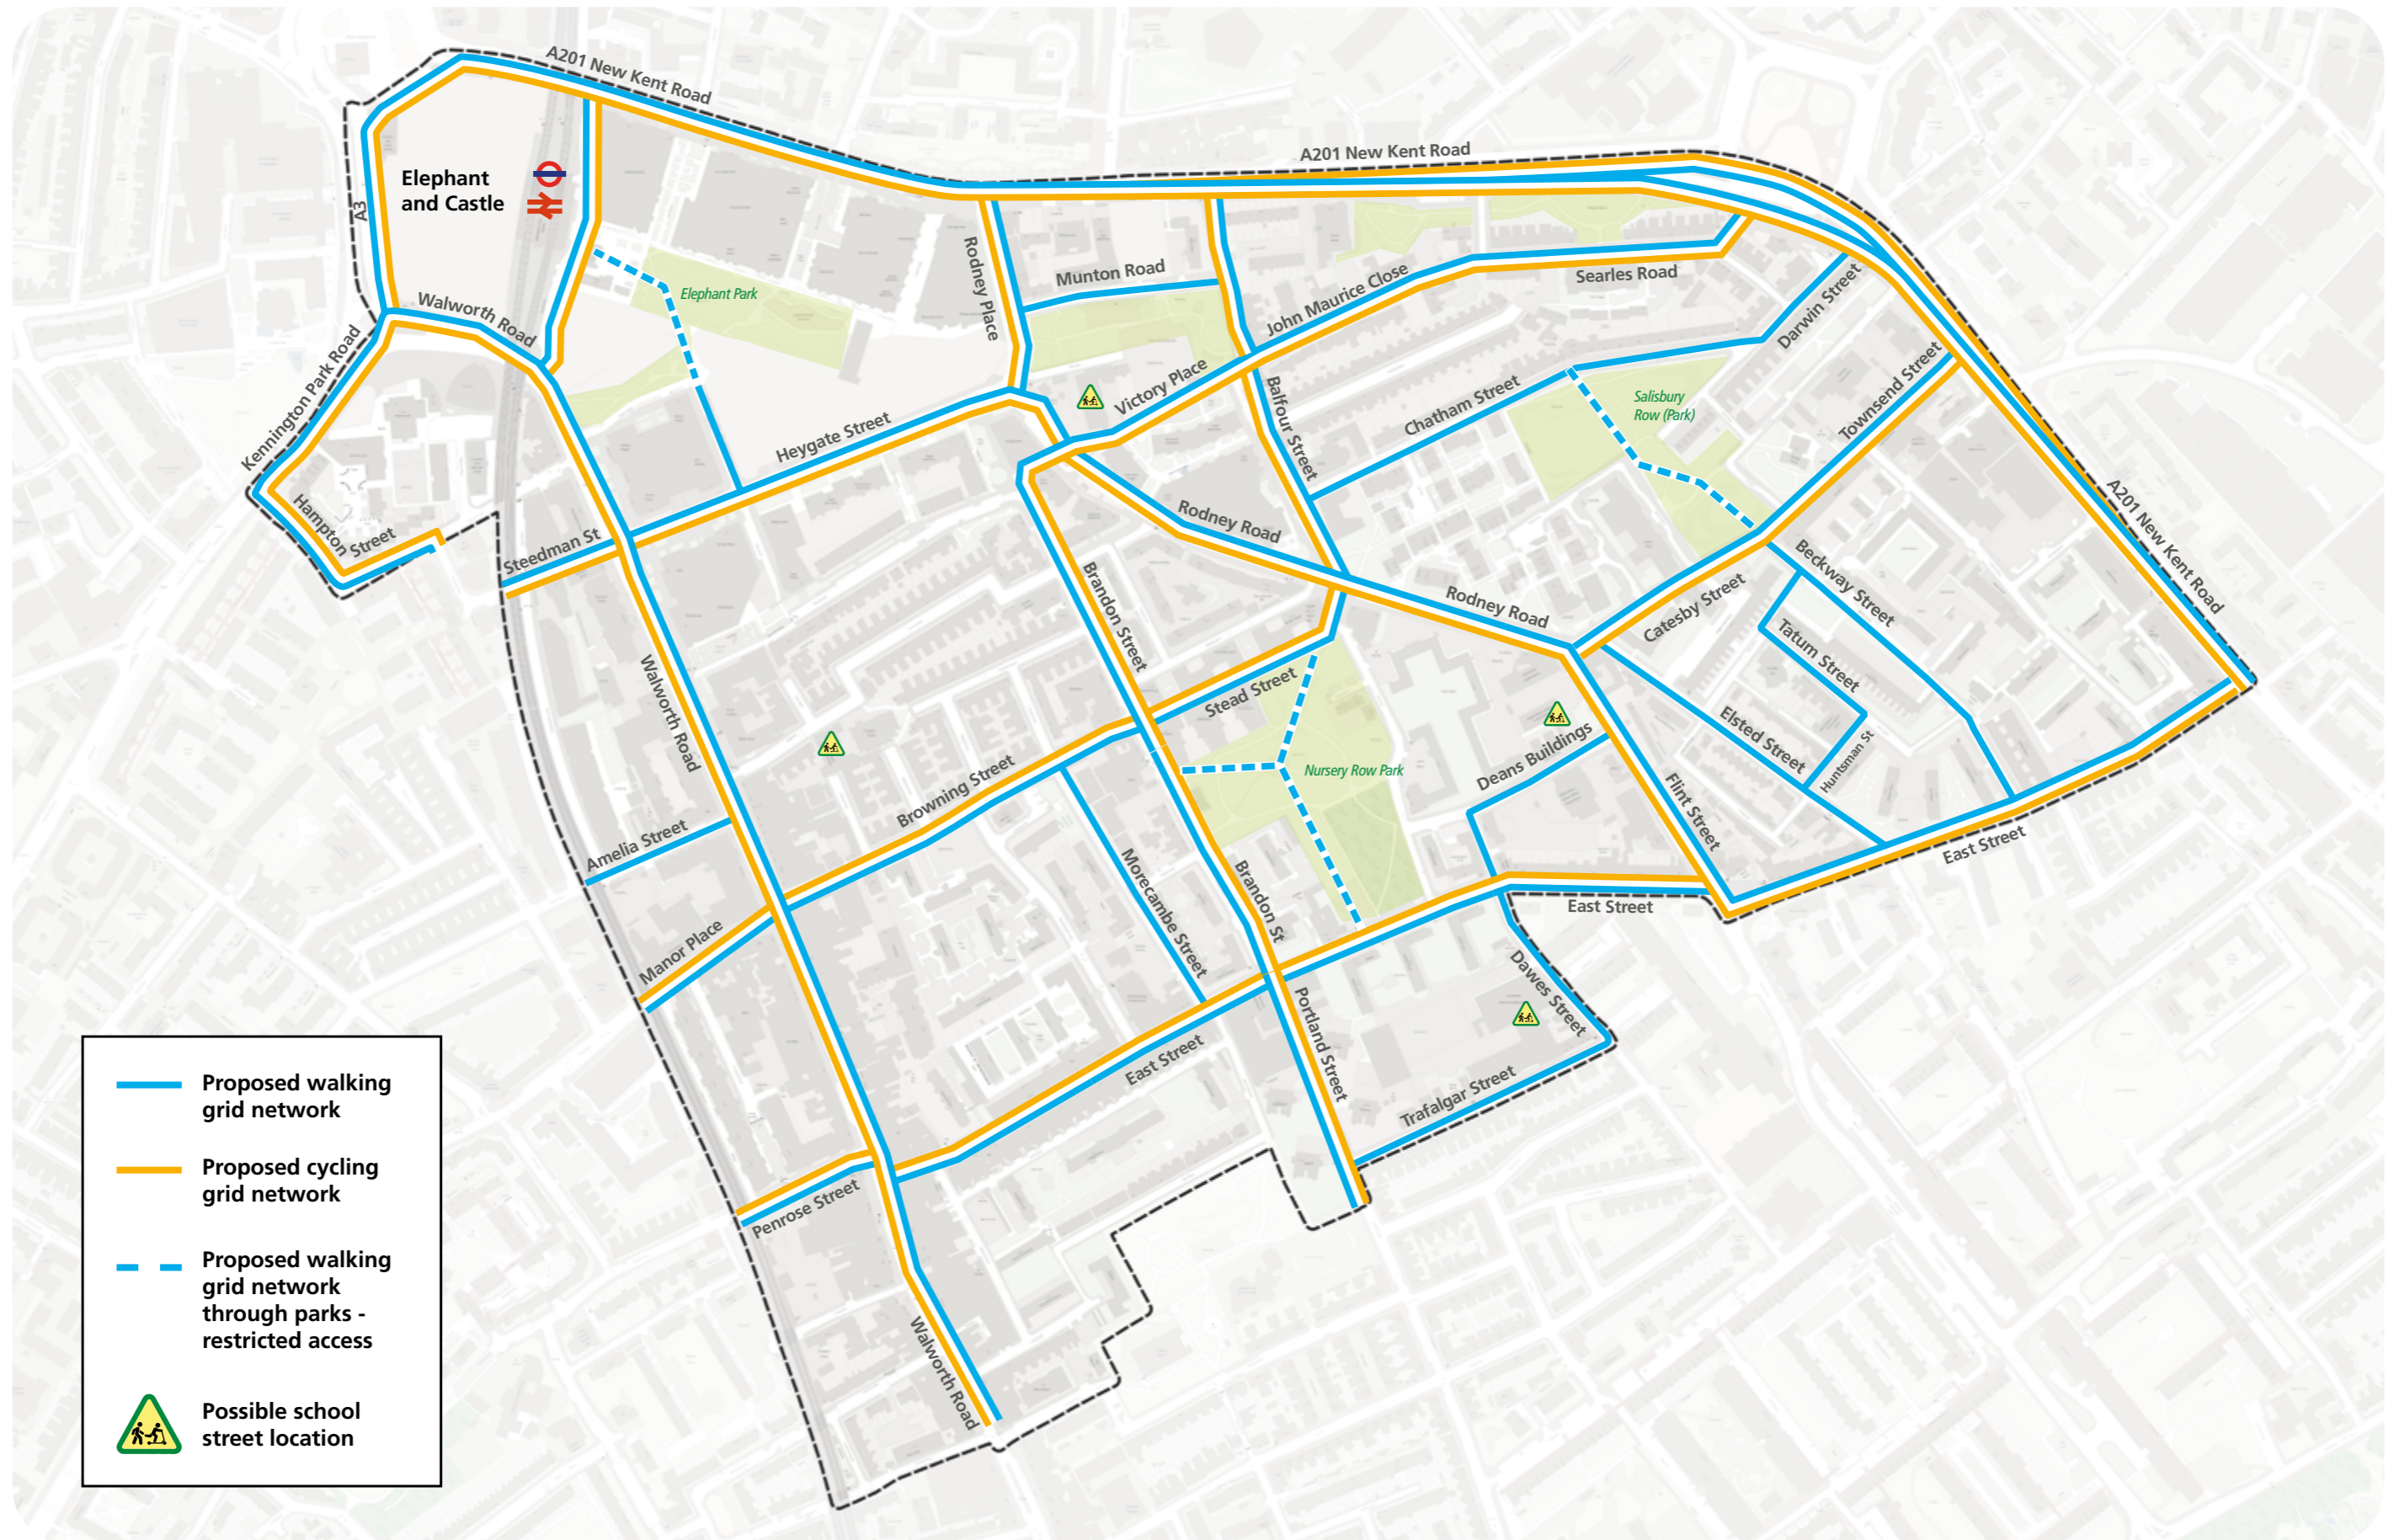 A201 New Kent Road
A201 New Kent Road
Elephant
and Castle
A3
Walworth Road
Kennington Park Road
Hampton
Street
Steedman St
Elephant Park
Rodney Place
Munton Road
John Maurice Close
Searles Road
Darwin Street
Victory Place
Balfour Street
Chatham Street
Salisbury
Row (Park)
Townsend Street
A201 New Kent Road
Heygate Street
Rodney Road
Rodney Road
Brandon Street
Catesby Street
Beckway Street
Tatum Street
Elsted Street
Huntsman St
Walworth Road
Stead Street
Nursery Row Park
Deans Buildings
Flint Street
East Street
Browning Street
Amelia Street
Manor Place
Morecambe Street
Brandon St
East Street
Dawes Street
Portland Street
East Street
Trafalgar Street
Penrose Street
Walworth Road
Proposed walking
grid network
Proposed cycling
grid network
Proposed walking
grid network
through parks -
restricted access
Possible school
street location